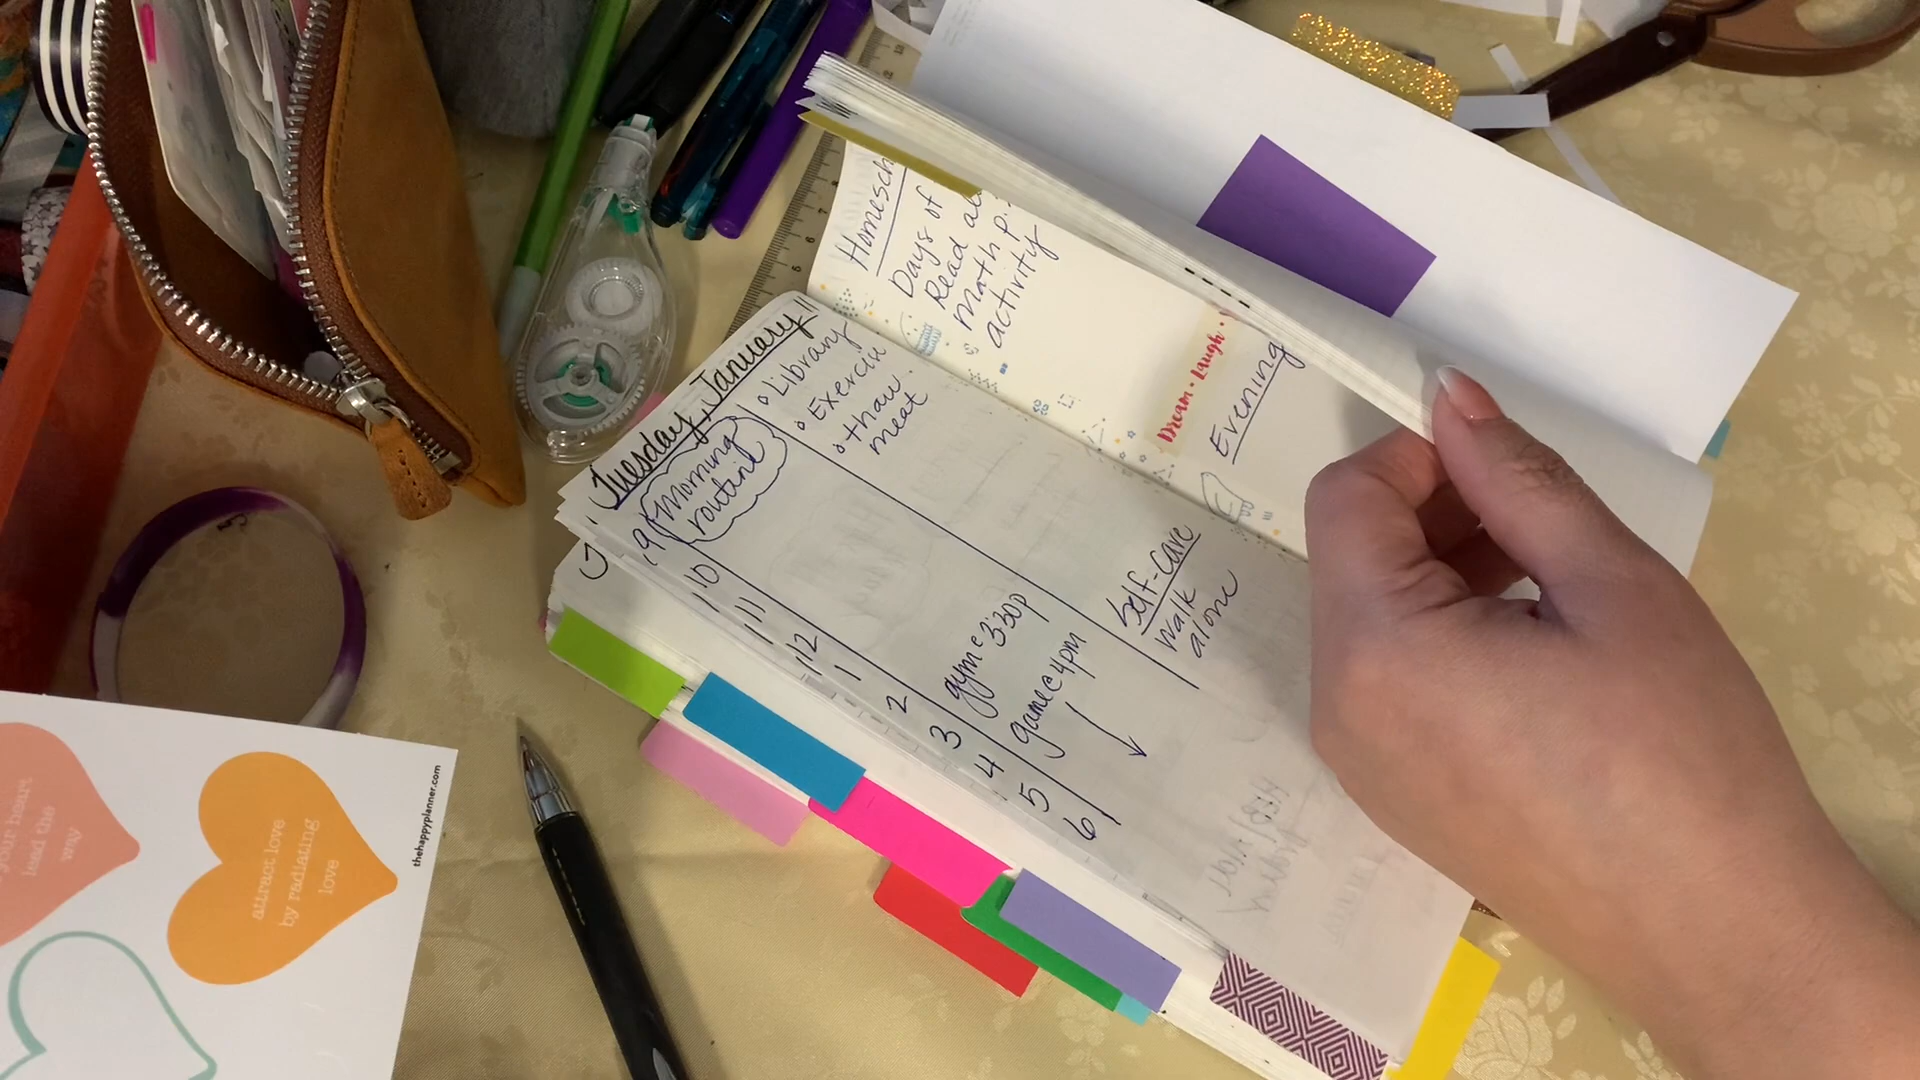 Tuesday, January 11
Morning
routine
Library
Exercise
thaw
meat
9
10
11
12
1
2
3
4
5
6
gym @ 3:30p
game @ 4pm
Self-Care
Walk
alone
Days of
Read
Math p.
activity
Dream • Laugh •
Evening
your heart
lead the
way
attract love
by radiating
love
thehappyplanner.com